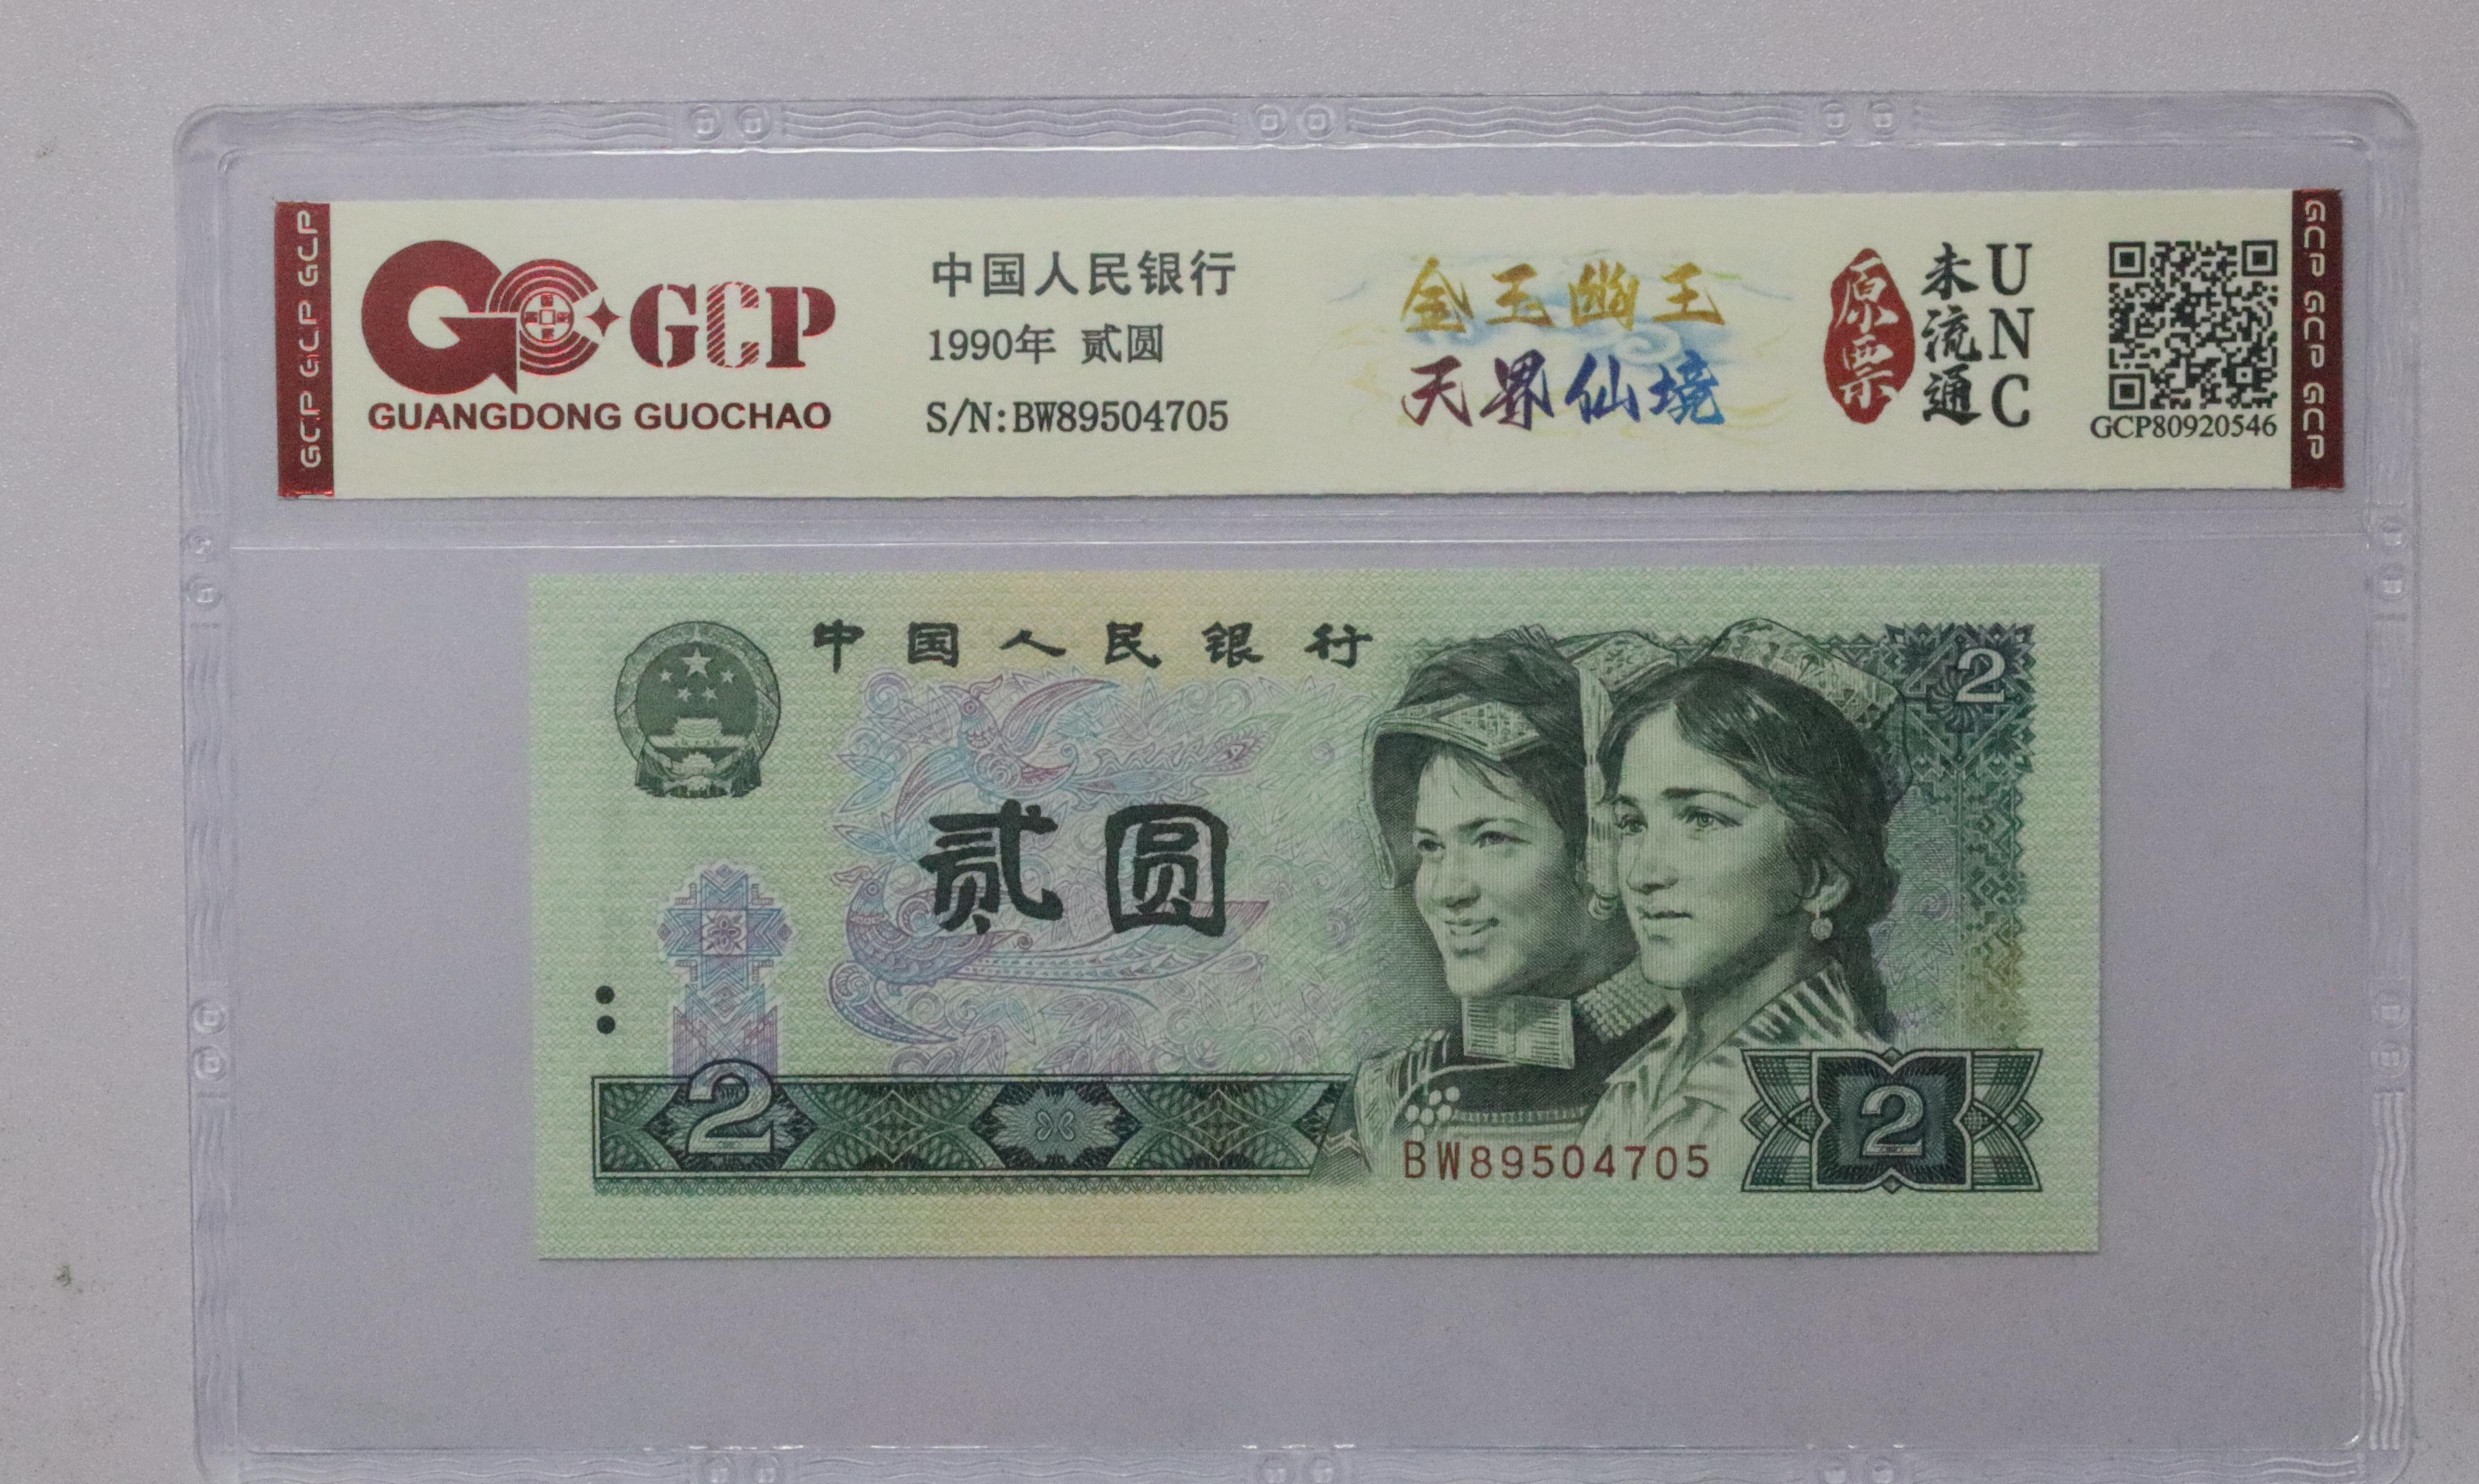 GCP GCP GCP
GCP
GUANGDONG GUOCHAO
中国人民银行
1990年 贰圆
S/N:BW89504705
金玉幽王
天界仙境
原票
未流通
UNC
GCP80920546
GCP GCP GCP
中国人民银行
2
贰圆
2
BW89504705
2